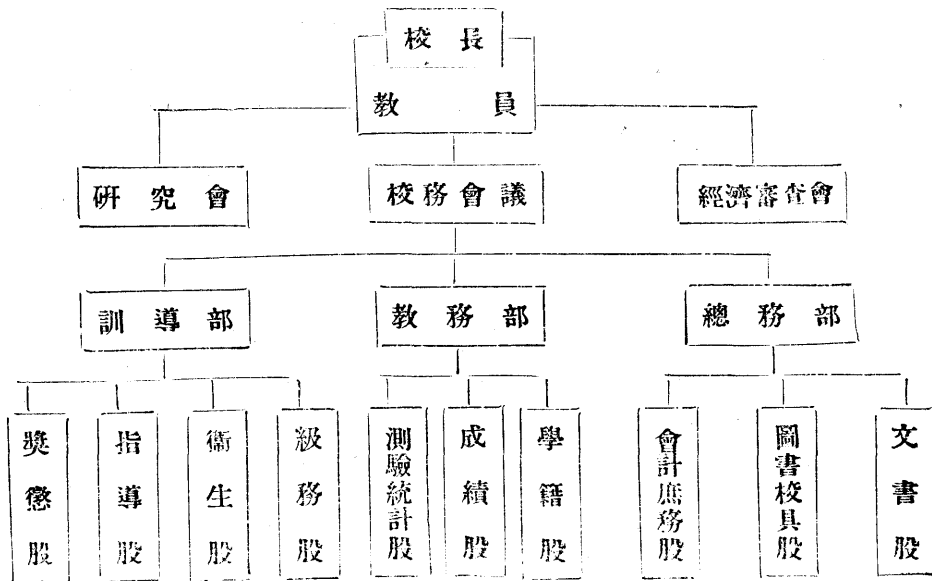 校長
教員
研究會
校務會議
經濟審查會
訓導部
教務部
總務部
獎懲股
指導股
衞生股
級務股
測驗統計股
成績股
學籍股
會計庶務股
圖書校具股
文書股